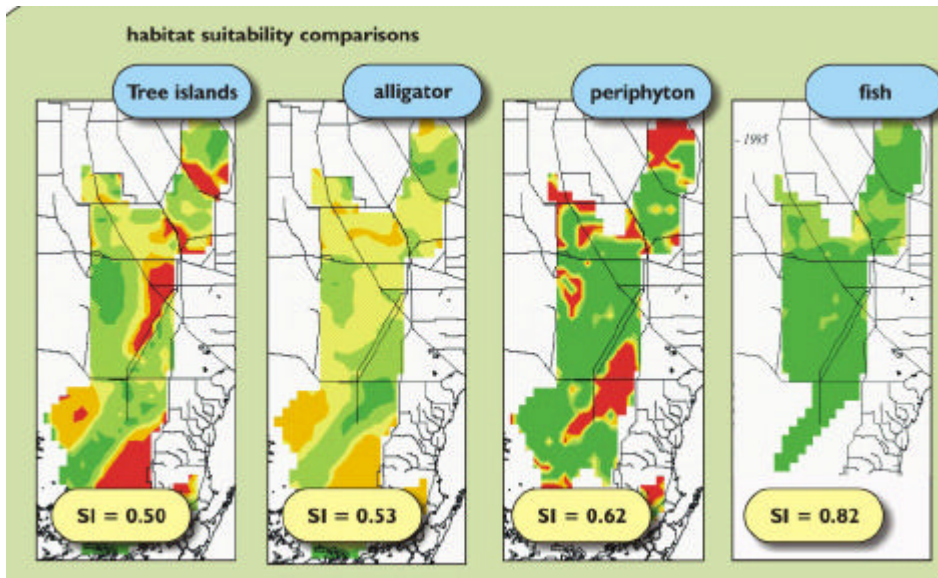 habitat suitability comparisons
Tree islands
alligator
periphyton
fish
- 1995
SI = 0.50
SI = 0.53
SI = 0.62
SI = 0.82